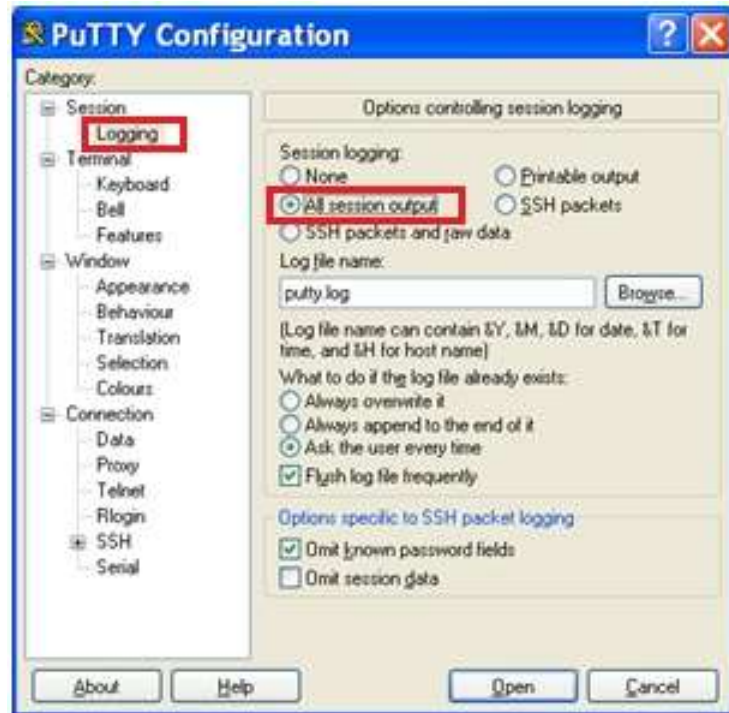 PuTTY Configuration
Category:
Session
Logging
Terminal
Keyboard
Bell
Features
Window
Appearance
Behaviour
Translation
Selection
Colours
Connection
Data
Proxy
Telnet
Rlogin
SSH
Serial
Options controlling session logging
Session logging:
None
Printable output
All session output
SSH packets
SSH packets and raw data
Log file name:
putty.log
Browse...
(Log file name can contain &Y, &M, &D for date, &T for
time, and &H for host name)
What to do if the log file already exists:
Always overwrite it
Always append to the end of it
Ask the user every time
Flush log file frequently
Options specific to SSH packet logging
Omit known password fields
Omit session data
About
Help
Open
Cancel